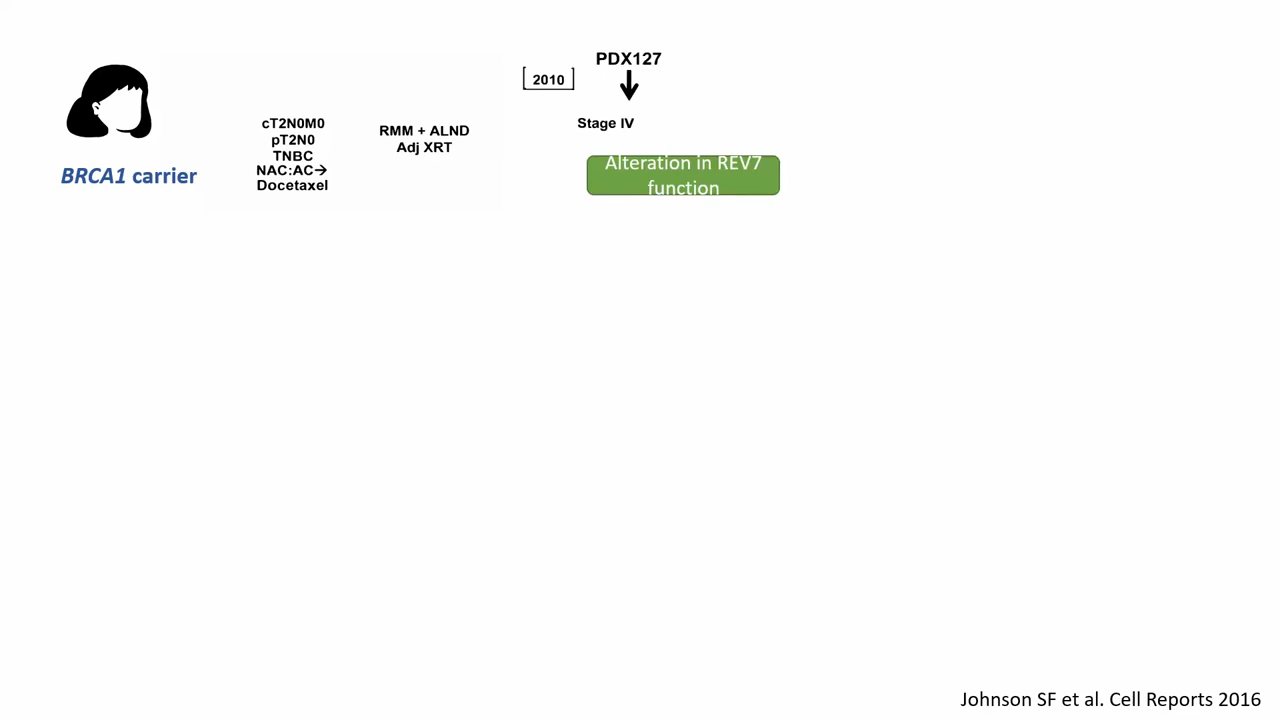 PDX127
[2010]
cT2N0M0
pT2N0
TNBC
NAC:AC→
Docetaxel
RMM + ALND
Adj XRT
Stage IV
BRCA1 carrier
Alteration in REV7
function
Johnson SF et al. Cell Reports 2016